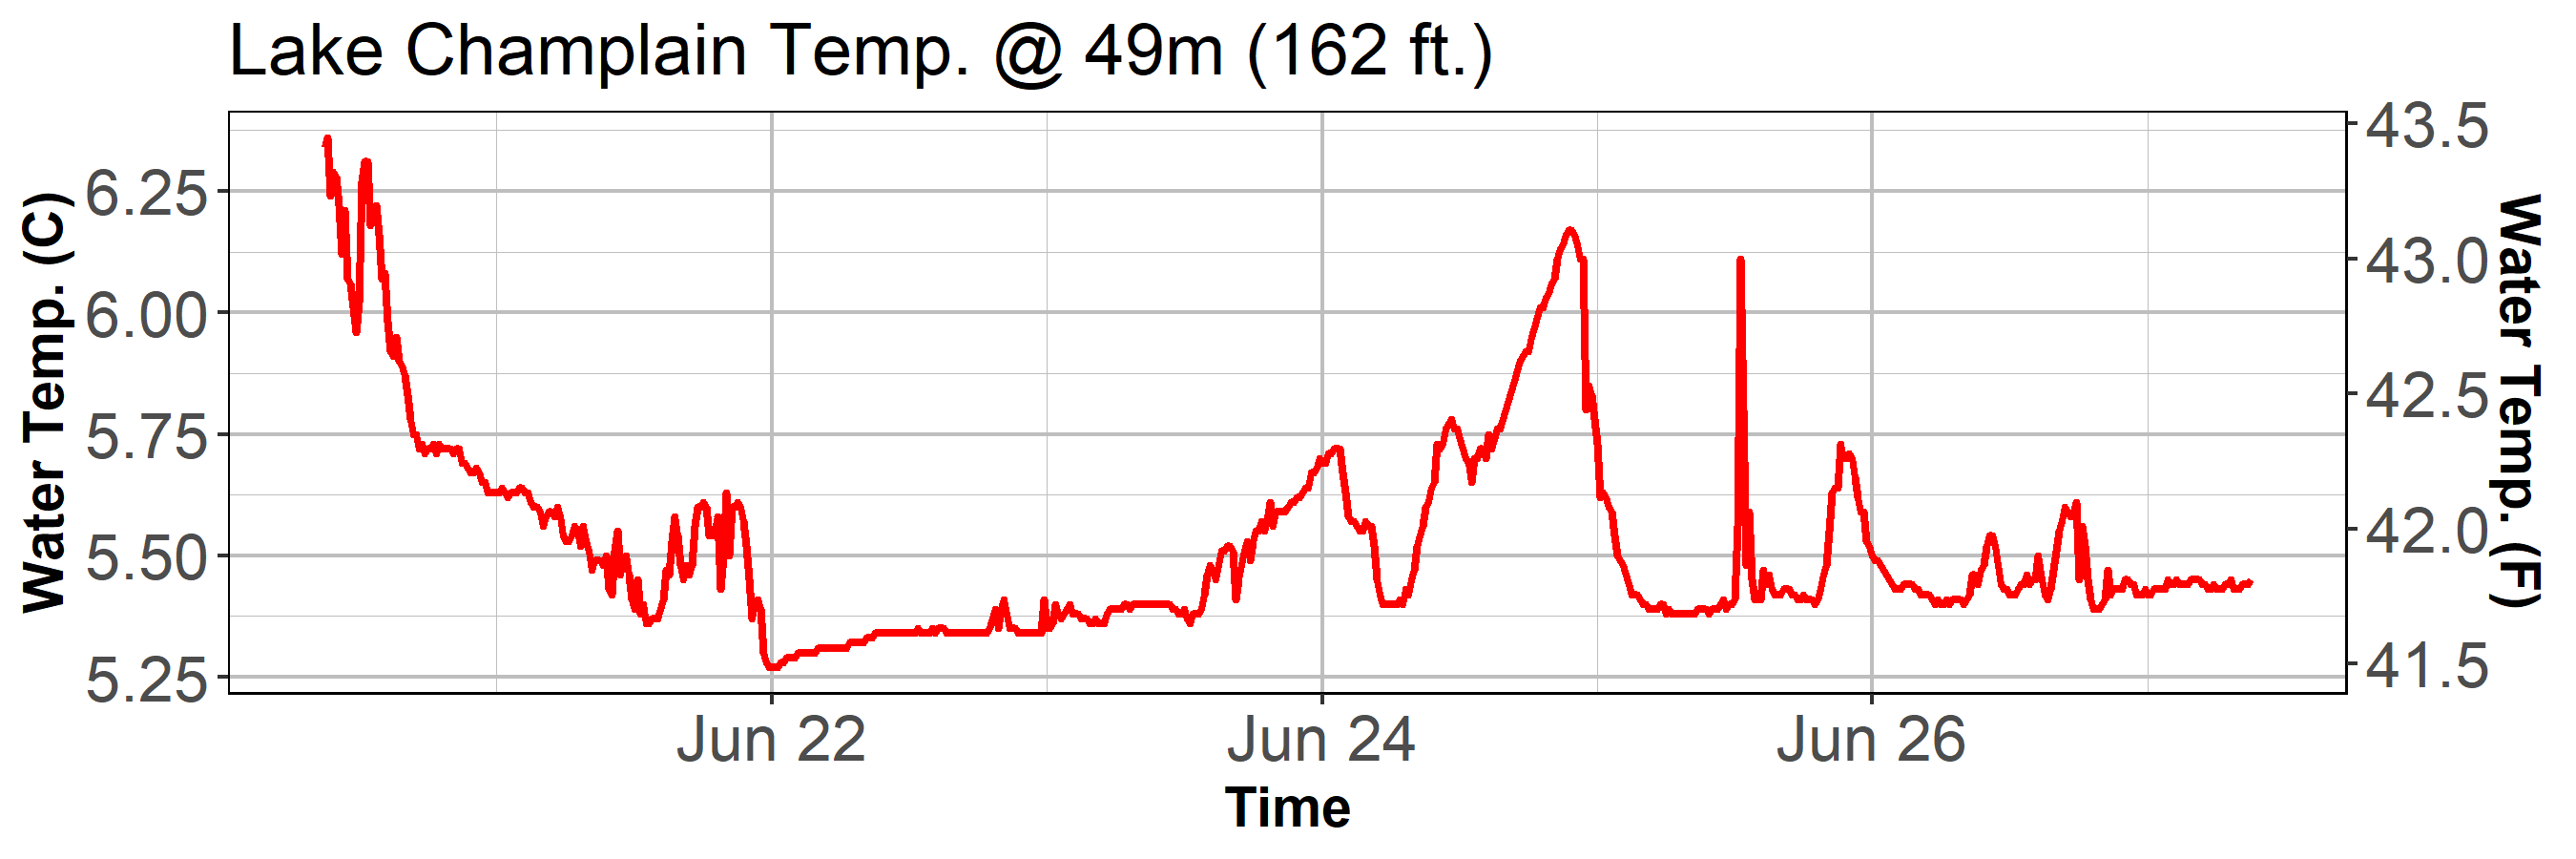 Lake Champlain Temp. @ 49m (162 ft.)
Water Temp. (C)
6.25
6.00
5.75
5.50
5.25
43.5
43.0
42.5
42.0
41.5
Water Temp. (F)
Jun 22
Jun 24
Jun 26
Time